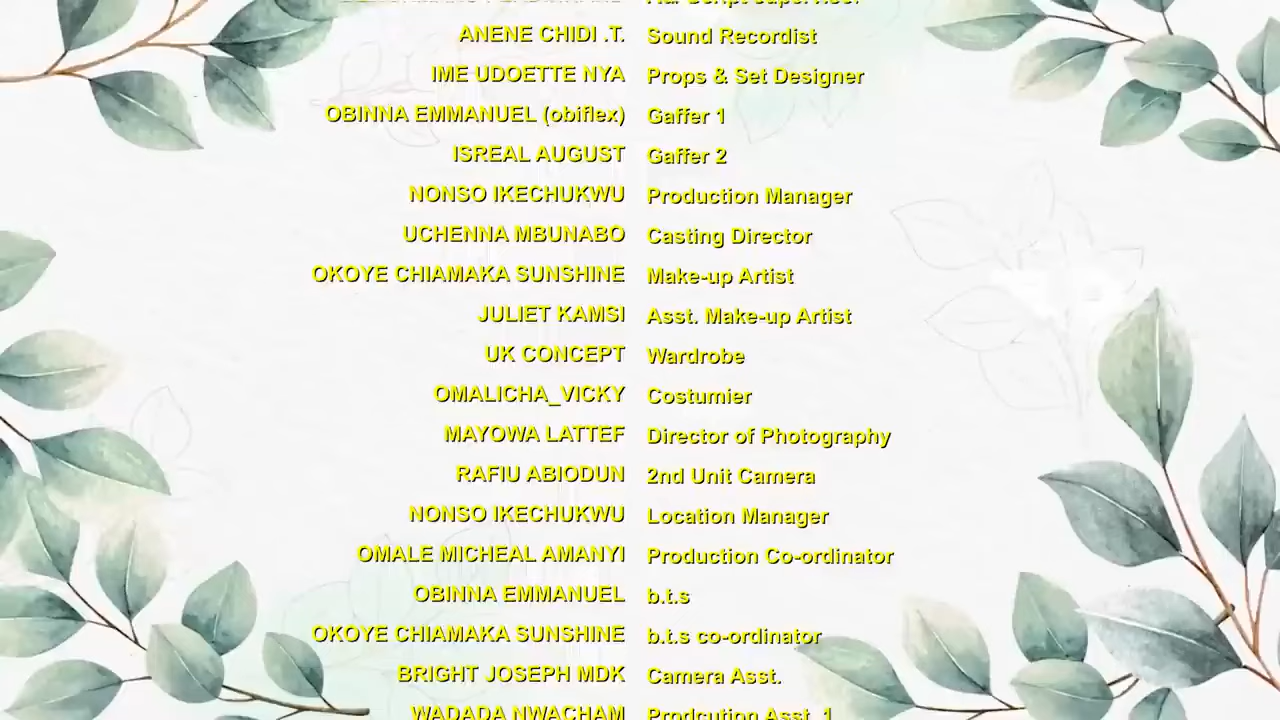 ANENE CHIDI .T. Sound Recordist
IME UDOETTE NYA Props & Set Designer
OBINNA EMMANUEL (obiflex) Gaffer 1
ISREAL AUGUST Gaffer 2
NONSO IKECHUKWU Production Manager
UCHENNA MBUNABO Casting Director
OKOYE CHIAMAKA SUNSHINE Make-up Artist
JULIET KAMSI Asst. Make-up Artist
UK CONCEPT Wardrobe
OMALICHA_VICKY Costumier
MAYOWA LATTEF Director of Photography
RAFIU ABIODUN 2nd Unit Camera
NONSO IKECHUKWU Location Manager
OMALE MICHEAL AMANYI Production Co-ordinator
OBINNA EMMANUEL b.t.s
OKOYE CHIAMAKA SUNSHINE b.t.s co-ordinator
BRIGHT JOSEPH MDK Camera Asst.
WADADA NWACHAM Prodcution Asst. 1